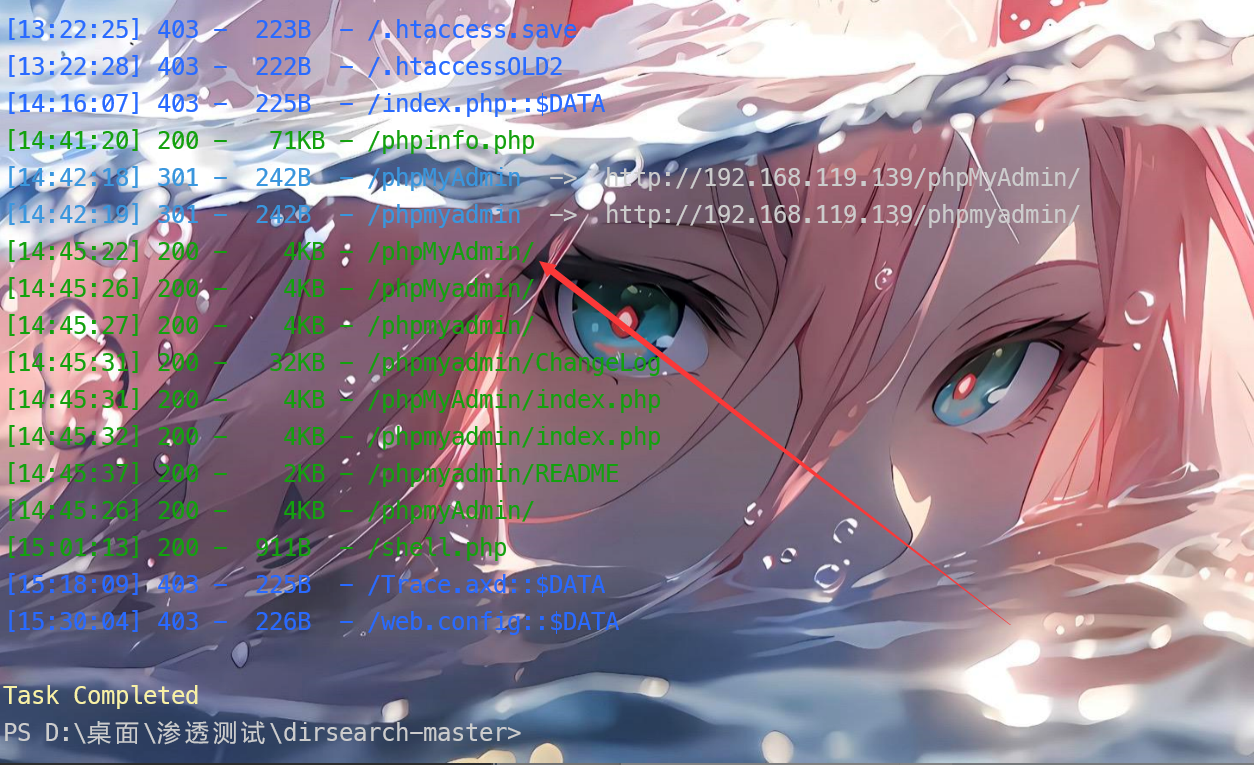 [13:22:25] 403 -  223B  - /.htaccess.save
[13:22:28] 403 -  222B  - /.htaccessOLD2
[14:16:07] 403 -  225B  - /index.php::$DATA
[14:41:20] 200 -   71KB - /phpinfo.php
[14:42:18] 301 -  242B  - /phpMyAdmin  ->  http://192.168.119.139/phpMyAdmin/
[14:42:19] 301 -  242B  - /phpmyadmin  ->  http://192.168.119.139/phpmyadmin/
[14:45:22] 200 -    4KB - /phpMyAdmin/
[14:45:26] 200 -    4KB - /phpMyadmin/
[14:45:27] 200 -    4KB - /phpmyadmin/
[14:45:31] 200 -   32KB - /phpmyadmin/ChangeLog
[14:45:31] 200 -    4KB - /phpMyAdmin/index.php
[14:45:32] 200 -    4KB - /phpmyadmin/index.php
[14:45:37] 200 -    2KB - /phpmyadmin/README
[14:45:26] 200 -    4KB - /phpmyAdmin/
[15:01:13] 200 -  911B  - /shell.php
[15:18:09] 403 -  225B  - /Trace.axd::$DATA
[15:30:04] 403 -  226B  - /web.config::$DATA
Task Completed
PS D:\桌面\渗透测试\dirsearch-master>